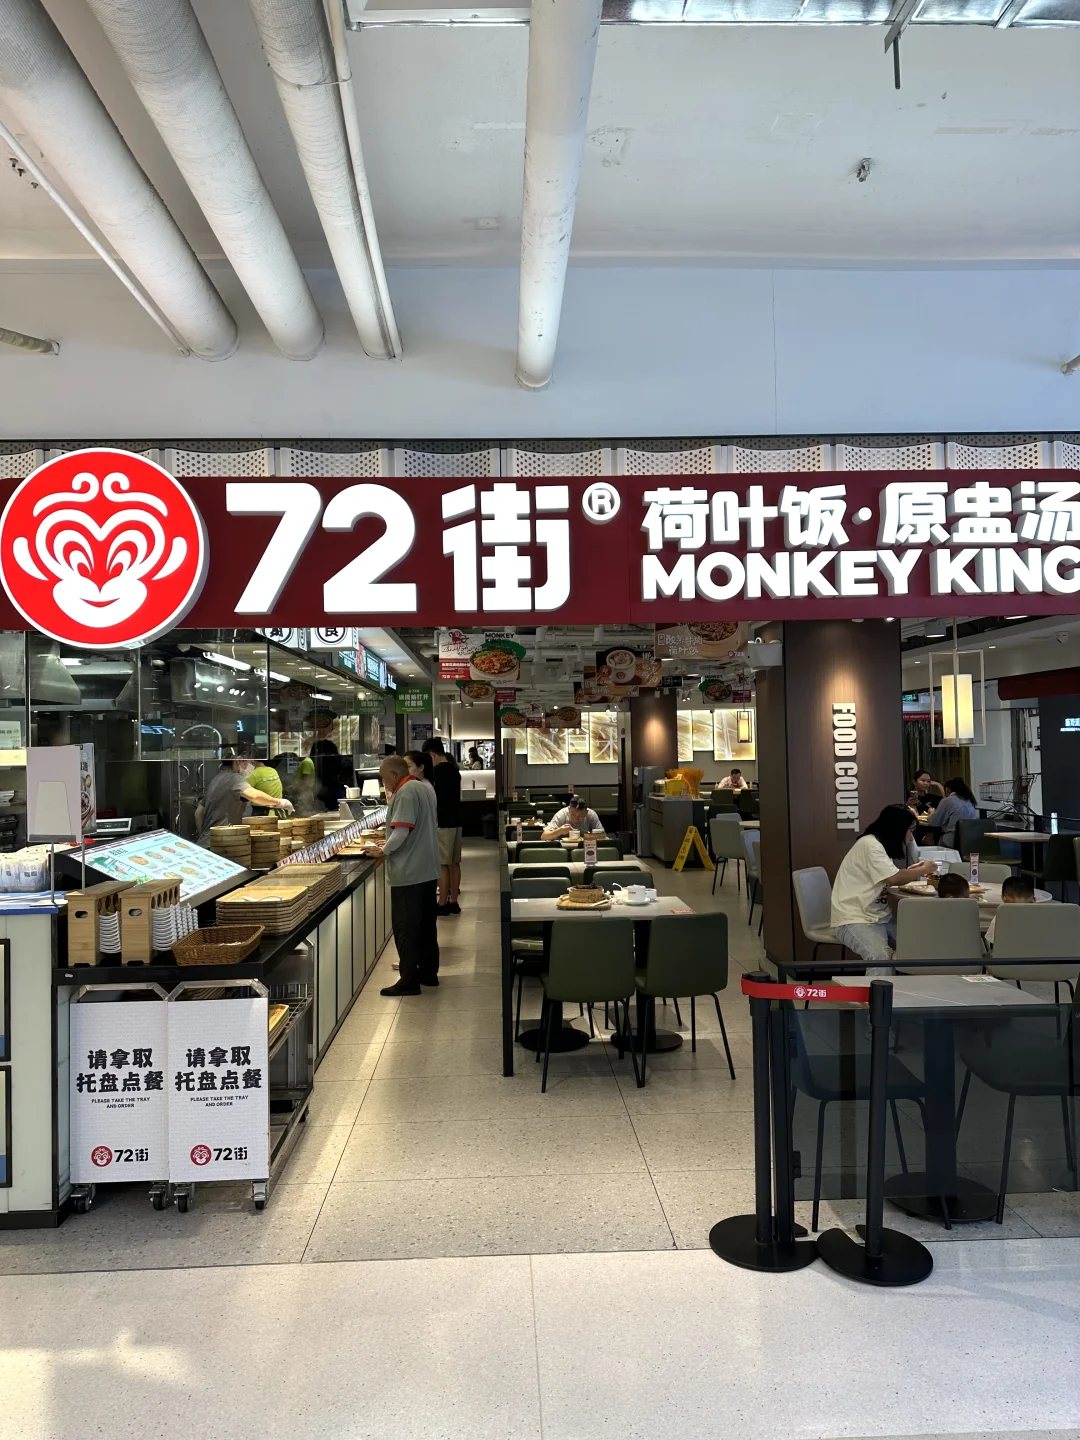 72街®
荷叶饭·原盅汤
MONKEY KING
MONKEY
FOOD COURT
72街
请拿取
托盘点餐
PLEASE TAKE THE TRAY
AND ORDER
72街
请拿取
托盘点餐
PLEASE TAKE THE TRAY
AND ORDER
72街